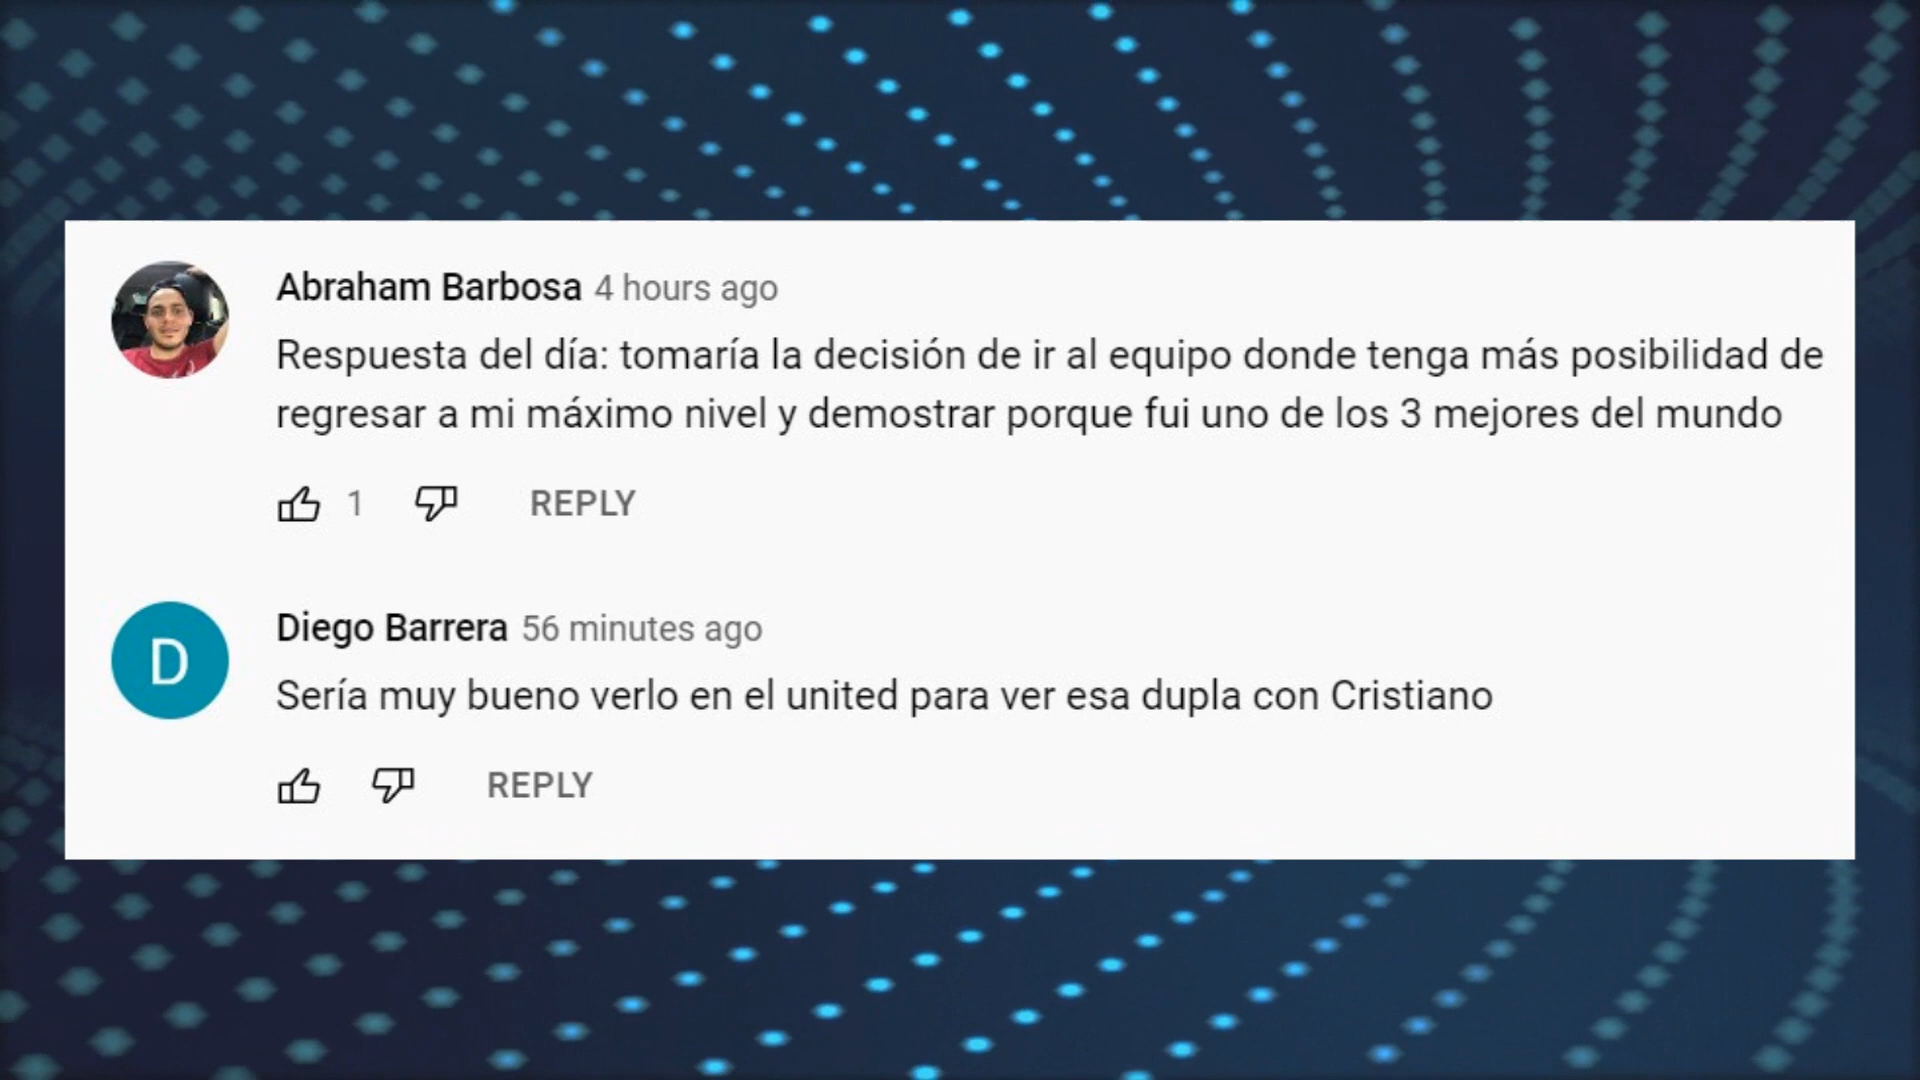 Abraham Barbosa 4 hours ago
Respuesta del día: tomaría la decisión de ir al equipo donde tenga más posibilidad de
regresar a mi máximo nivel y demostrar porque fui uno de los 3 mejores del mundo
1 REPLY
D
Diego Barrera 56 minutes ago
Sería muy bueno verlo en el united para ver esa dupla con Cristiano
REPLY